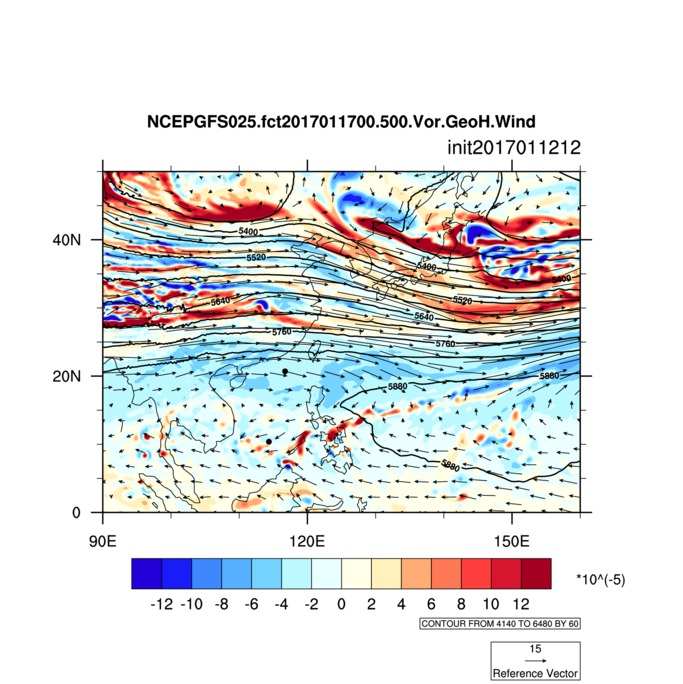 NCEPGFS025.fct2017011700.500.Vor.GeoH.Wind
init2017011212
40N
20N
0
5400
5520
5640
5760
5400
5400
5520
5640
5760
5880
5880
5880
90E 120E 150E
-12 -10 -8 -6 -4 -2 0 2 4 6 8 10 12
*10^(-5)
CONTOUR FROM 4140 TO 6480 BY 60
15
Reference Vector